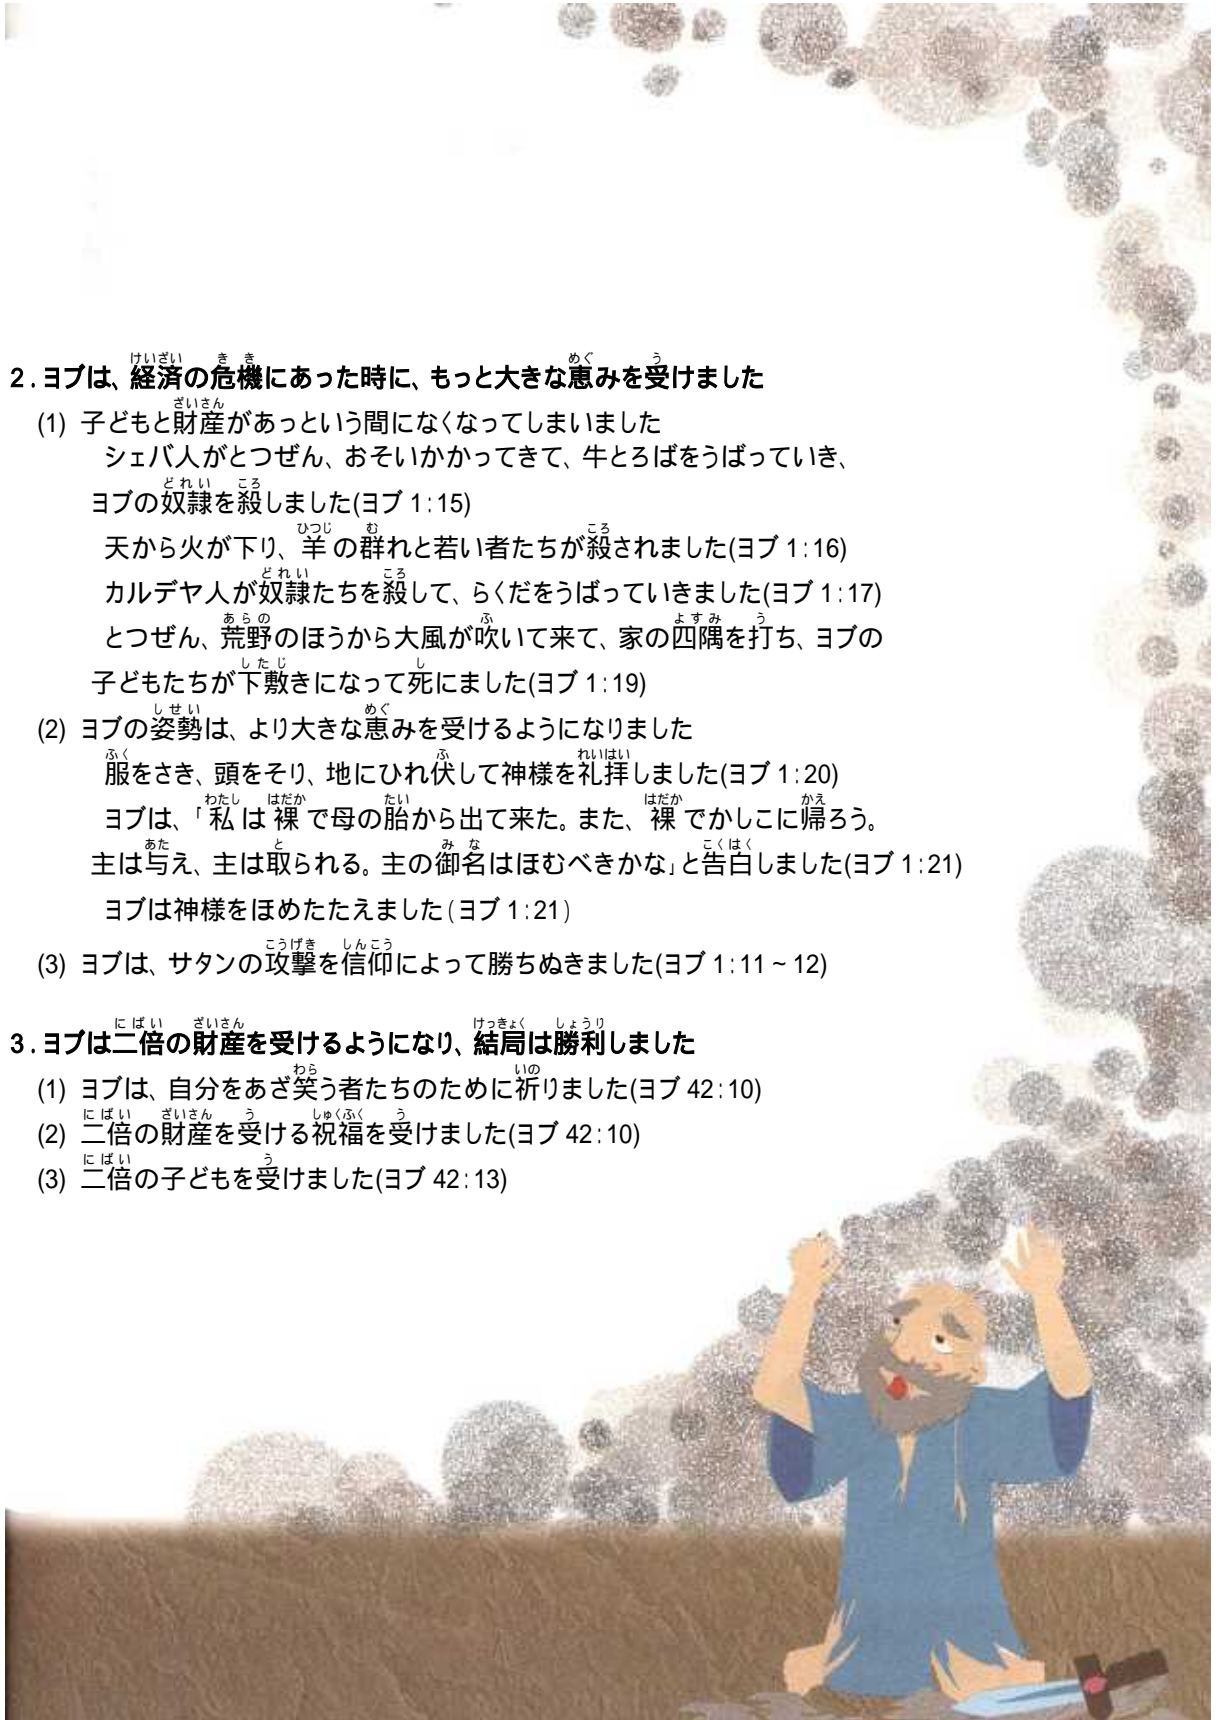 2．ヨブは、経済の危機にあった時に、もっと大きな恵みを受けました
(1) 子どもと財産があっという間になくなってしまいました
シェバ人がとつぜん、おそいかかってきて、牛とろばをうばっていき、
ヨブの奴隷を殺しました(ヨブ 1:15)
天から火が下り、羊の群れと若い者たちが殺されました(ヨブ 1:16)
カルデヤ人が奴隷たちを殺して、らくだをうばっていきました(ヨブ 1:17)
とつぜん、荒野のほうから大風が吹いて来て、家の四隅を打ち、ヨブの
子どもたちが下敷きになって死にました(ヨブ 1:19)
(2) ヨブの姿勢は、より大きな恵みを受けるようになりました
服をさき、頭をそり、地にひれ伏して神様を礼拝しました(ヨブ 1:20)
ヨブは、「私は裸で母の胎から出て来た。また、裸でかしこに帰ろう。
主は与え、主は取られる。主の御名はほむべきかな」と告白しました(ヨブ 1:21)
ヨブは神様をほめたたえました(ヨブ 1:21)
(3) ヨブは、サタンの攻撃を信仰によって勝ちぬきました(ヨブ 1:11～12)
3．ヨブは二倍の財産を受けるようになり、結局は勝利しました
(1) ヨブは、自分をあざ笑う者たちのために祈りました(ヨブ 42:10)
(2) 二倍の財産を受ける祝福を受けました(ヨブ 42:10)
(3) 二倍の子どもを受けました(ヨブ 42:13)